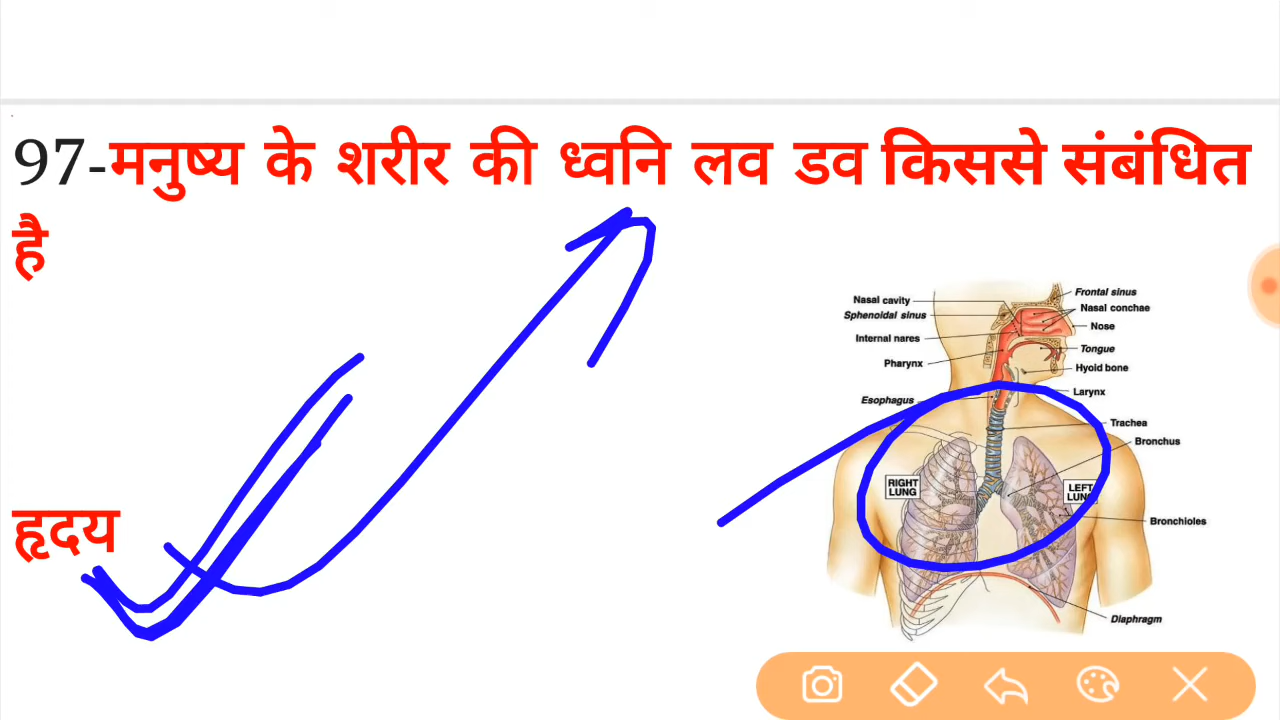 97-मनुष्य के शरीर की ध्वनि लव डव किससे संबंधित
है
हृदय
Nasal cavity
Sphenoidal sinus
Internal nares
Pharynx
Esophagus
Frontal sinus
Nasal conchae
Nose
Tongue
Hyoid bone
Larynx
Trachea
Bronchus
RIGHT
LUNG
LEFT
LUNG
Bronchioles
Diaphragm